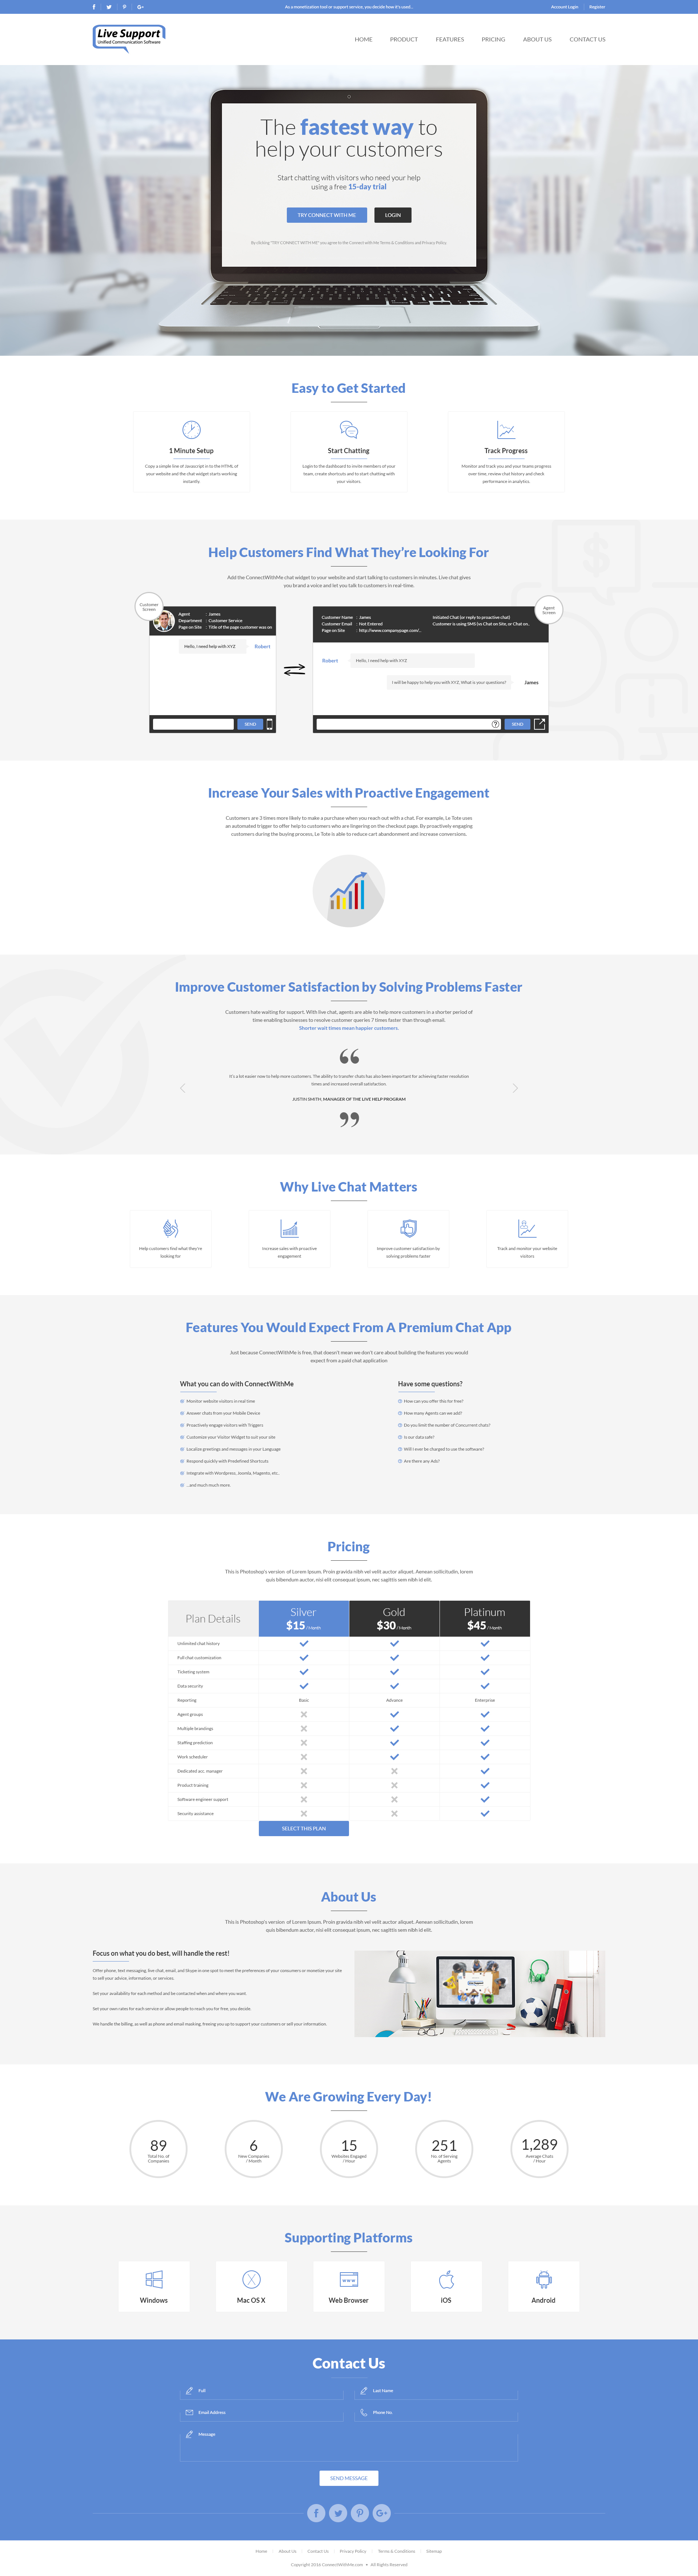 As a monetization tool or support service, you decide how it's used...
Account Login
Register
Live Support
Unified Communication Software
HOME
PRODUCT
FEATURES
PRICING
ABOUT US
CONTACT US
The fastest way to
help your customers
Start chatting with visitors who need your help
using a free 15-day trial
TRY CONNECT WITH ME
LOGIN
By clicking "TRY CONNECT WITH ME" you agree to the Connect with Me Terms & Conditions and Privacy Policy.
Easy to Get Started
1 Minute Setup
Copy a simple line of Javascript in to the HTML of
your website and the chat widget starts working
instantly.
Start Chatting
Login to the dashboard to invite members of your
team, create shortcuts and to start chatting with
your visitors.
Track Progress
Monitor and track you and your teams progress
over time, review chat history and check
performance in analytics.
Help Customers Find What They're Looking For
Add the ConnectWithMe chat widget to your website and start talking to customers in minutes. Live chat gives
you brand a voice and let you talk to customers in real-time.
Customer
Screen
Agent : James
Department : Customer Service
Page on Site : Title of the page customer was on
Hello, I need help with XYZ
Robert
SEND
Agent
Screen
Customer Name : James
Customer Email : Not Entered
Page on Site : http://www.companypage.com/..
Initiated Chat (or reply to proactive chat)
Customer is using SMS (vs Chat on Site, or Chat on..
Robert
Hello, I need help with XYZ
I will be happy to help you with XYZ. What is your questions?
James
SEND
Increase Your Sales with Proactive Engagement
Customers are 3 times more likely to make a purchase when you reach out with a chat. For example, Le Tote uses
an automated trigger to offer help to customers who are lingering on the checkout page. By proactively engaging
customers during the buying process, Le Tote is able to reduce cart abandonment and increase conversions.
Improve Customer Satisfaction by Solving Problems Faster
Customers hate waiting for support. With live chat, agents are able to help more customers in a shorter period of
time enabling businesses to resolve customer queries 7 times faster than through email.
Shorter wait times mean happier customers.
It's a lot easier now to help more customers. The ability to transfer chats has also been important for achieving faster resolution
times and increased overall satisfaction.
JUSTIN SMITH, MANAGER OF THE LIVE HELP PROGRAM
Why Live Chat Matters
Help customers find what they're
looking for
Increase sales with proactive
engagement
Improve customer satisfaction by
solving problems faster
Track and monitor your website
visitors
Features You Would Expect From A Premium Chat App
Just because ConnectWithMe is free, that doesn't mean we don't care about building the features you would
expect from a paid chat application
What you can do with ConnectWithMe
Monitor website visitors in real time
Answer chats from your Mobile Device
Proactively engage visitors with Triggers
Customize your Visitor Widget to suit your site
Localize greetings and messages in your Language
Respond quickly with Predefined Shortcuts
Integrate with Wordpress, Joomla, Magento, etc..
...and much much more.
Have some questions?
How can you offer this for free?
How many Agents can we add?
Do you limit the number of Concurrent chats?
Is our data safe?
Will I ever be charged to use the software?
Are there any Ads?
Pricing
This is Photoshop's version of Lorem Ipsum. Proin gravida nibh vel velit auctor aliquet. Aenean sollicitudin, lorem
quis bibendum auctor, nisi elit consequat ipsum, nec sagittis sem nibh id elit.
Plan Details
Silver
$15 / Month
Gold
$30 / Month
Platinum
$45 / Month
Unlimited chat history
Full chat customization
Ticketing system
Data security
Reporting
Basic
Advance
Enterprise
Agent groups
Multiple brandings
Staffing prediction
Work scheduler
Dedicated acc. manager
Product training
Software engineer support
Security assistance
SELECT THIS PLAN
About Us
This is Photoshop's version of Lorem Ipsum. Proin gravida nibh vel velit auctor aliquet. Aenean sollicitudin, lorem
quis bibendum auctor, nisi elit consequat ipsum, nec sagittis sem nibh id elit.
Focus on what you do best, will handle the rest!
Offer phone, text messaging, live chat, email, and Skype in one spot to meet the preferences of your consumers or monetize your site
to sell your advice, information, or services.
Set your availability for each method and be contacted when and where you want.
Set your own rates for each service or allow people to reach you for free, you decide.
We handle the billing, as well as phone and email masking, freeing you up to support your customers or sell your information.
We Are Growing Every Day!
89
Total No. of
Companies
6
New Companies
/ Month
15
Websites Engaged
/ Hour
251
No. of Serving
Agents
1,289
Average Chats
/ Hour
Supporting Platforms
Windows
Mac OS X
WWW
Web Browser
iOS
Android
Contact Us
Full
Last Name
Email Address
Phone No.
Message
SEND MESSAGE
Home
About Us
Contact Us
Privacy Policy
Terms & Conditions
Sitemap
Copyright 2016 ConnectWithMe.com • All Rights Reserved